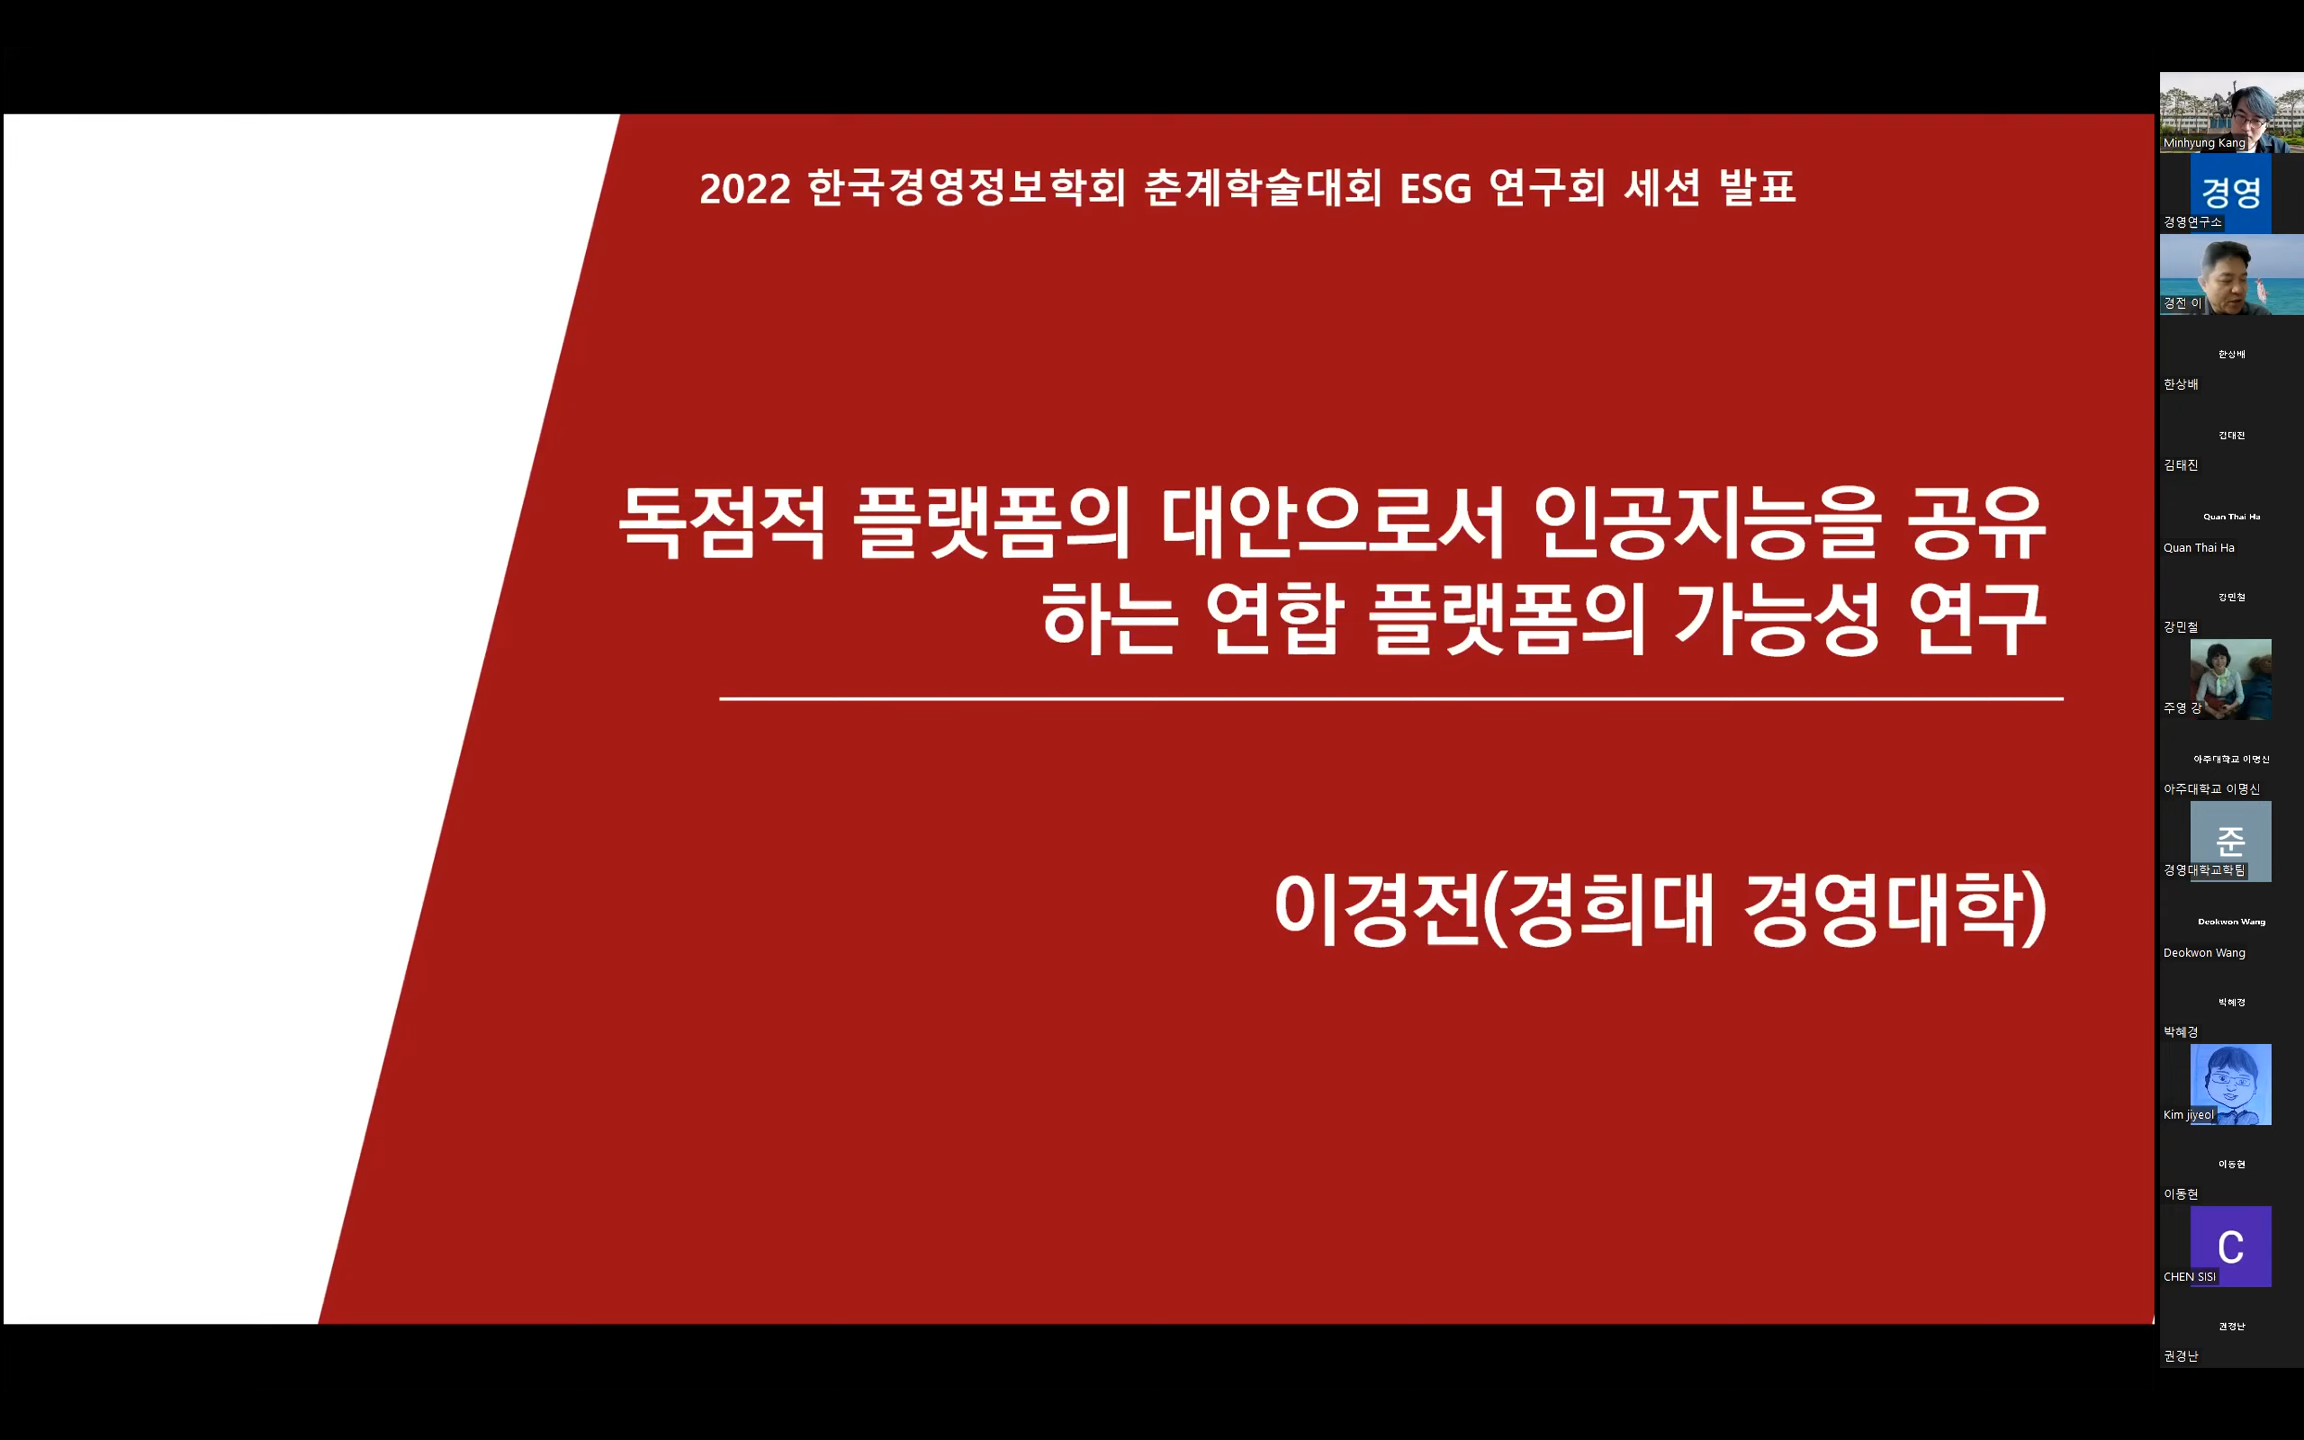 2022 한국경영정보학회 춘계학술대회 ESG 연구회 세션 발표
독점적 플랫폼의 대안으로서 인공지능을 공유
하는 연합 플랫폼의 가능성 연구
이경전(경희대 경영대학)
Minhyung Kang
경영
경영연구소
경전 이
한상배
한상배
김태진
김태진
Quan Thai Ha
Quan Thai Ha
강민철
강민철
주영 강
아주대학교 이명신
아주대학교 이명신
준
경영대학교학팀
Deokwon Wang
Deokwon Wang
박혜경
박혜경
Kim jiyeol
이동현
이동현
C
CHEN SISI
권경난
권경난